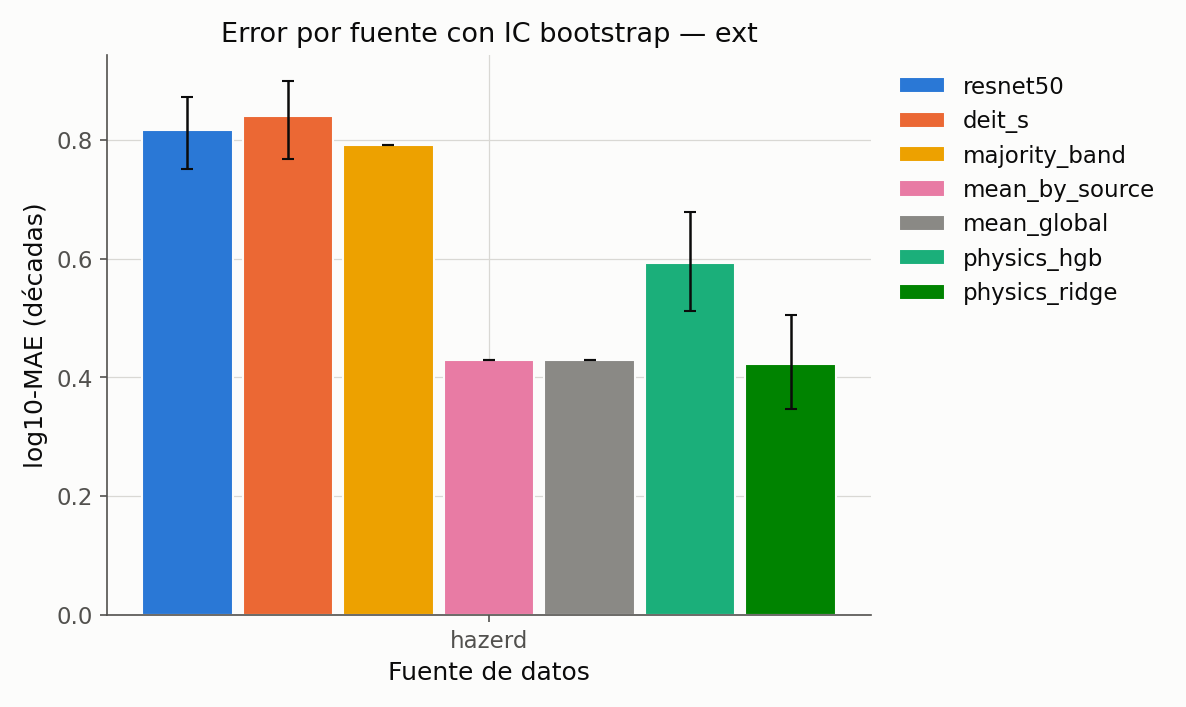 Error por fuente con IC bootstrap — ext
log10-MAE (décadas)
0.8
0.6
0.4
0.2
0.0
hazerd
Fuente de datos
resnet50
deit_s
majority_band
mean_by_source
mean_global
physics_hgb
physics_ridge